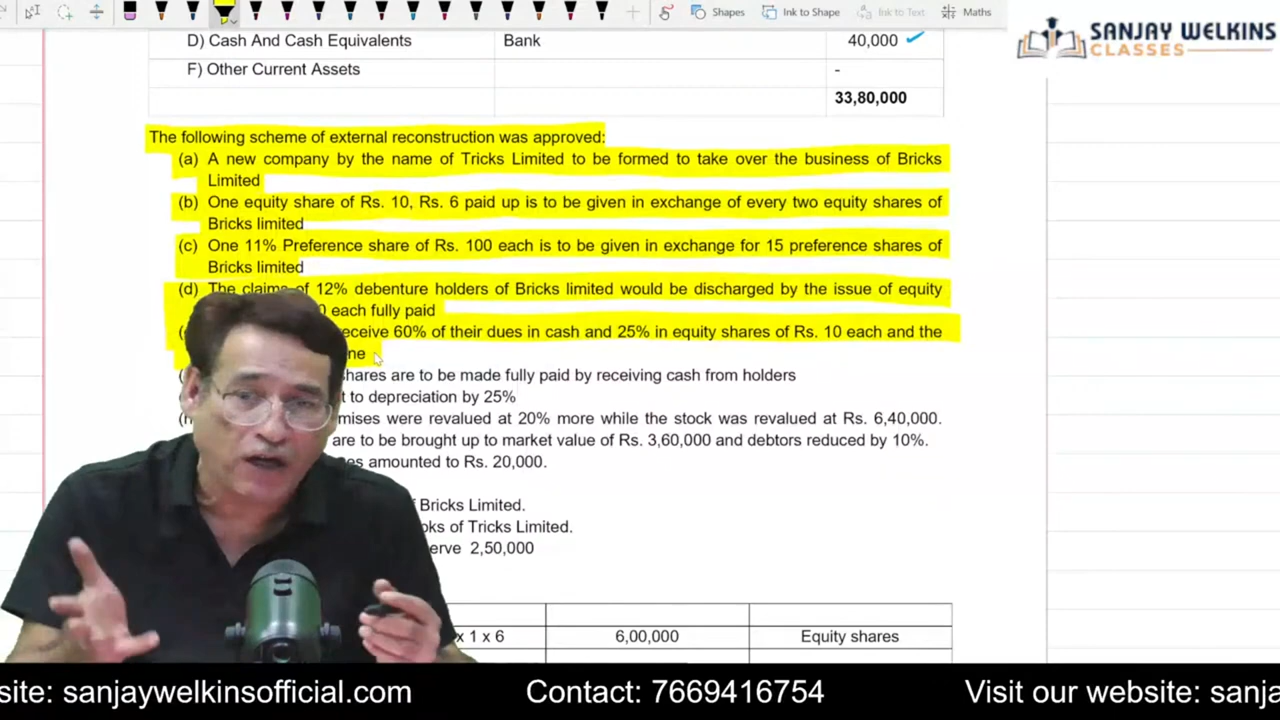 Shapes Ink to Shape Ink to Text Maths
SANJAY WELKINS
CLASSES
D) Cash And Cash Equivalents Bank 40,000
F) Other Current Assets -
33,80,000
The following scheme of external reconstruction was approved:
(a) A new company by the name of Tricks Limited to be formed to take over the business of Bricks
Limited
(b) One equity share of Rs. 10, Rs. 6 paid up is to be given in exchange of every two equity shares of
Bricks limited
(c) One 11% Preference share of Rs. 100 each is to be given in exchange for 15 preference shares of
Bricks limited
(d) The claims of 12% debenture holders of Bricks limited would be discharged by the issue of equity
0 each fully paid
receive 60% of their dues in cash and 25% in equity shares of Rs. 10 each and the
shares are to be made fully paid by receiving cash from holders
t to depreciation by 25%
mises were revalued at 20% more while the stock was revalued at Rs. 6,40,000.
are to be brought up to market value of Rs. 3,60,000 and debtors reduced by 10%.
es amounted to Rs. 20,000.
f Bricks Limited.
oks of Tricks Limited.
erve 2,50,000
x 1 x 6 6,00,000 Equity shares
site: sanjaywelkinsofficial.com Contact: 7669416754 Visit our website: sanja